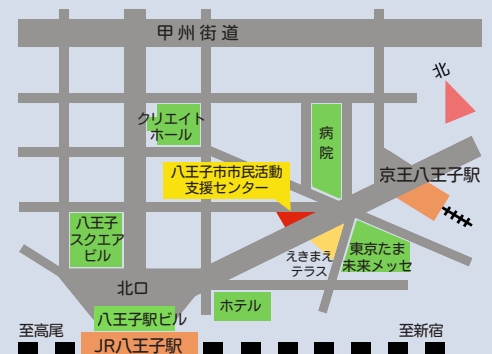 甲州街道
北
クリエイト
ホール
病
院
八王子市市民活動
支援センター
京王八王子駅
八王子
スクエア
ビル
えきまえ
テラス
東京たま
未来メッセ
北口
ホテル
八王子駅ビル
至高尾
至新宿
JR八王子駅